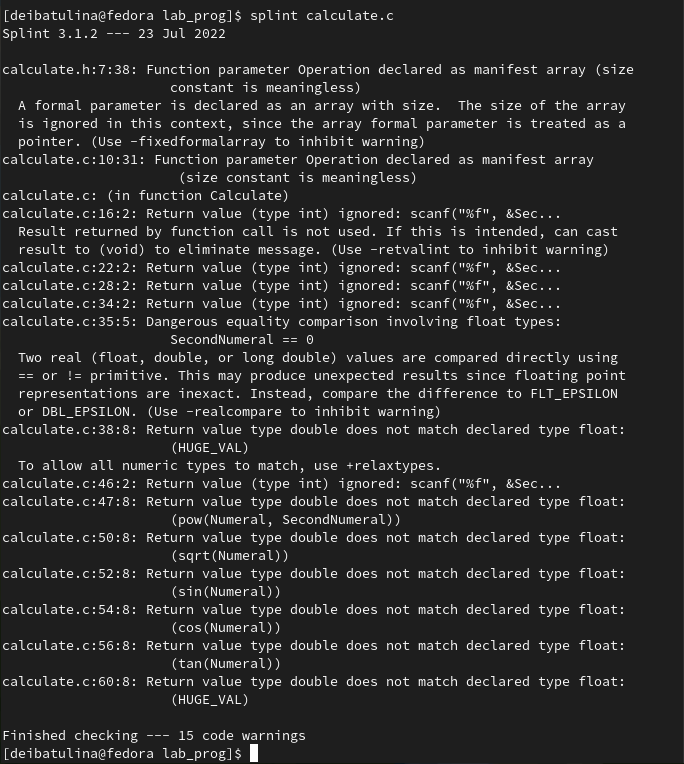 [deibatulina@fedora lab_prog]$ splint calculate.c
Splint 3.1.2 --- 23 Jul 2022
calculate.h:7:38: Function parameter Operation declared as manifest array (size
constant is meaningless)
A formal parameter is declared as an array with size.  The size of the array
is ignored in this context, since the array formal parameter is treated as a
pointer. (Use -fixedformalarray to inhibit warning)
calculate.c:10:31: Function parameter Operation declared as manifest array
(size constant is meaningless)
calculate.c: (in function Calculate)
calculate.c:16:2: Return value (type int) ignored: scanf("%f", &Sec...
Result returned by function call is not used. If this is intended, can cast
result to (void) to eliminate message. (Use -retvalint to inhibit warning)
calculate.c:22:2: Return value (type int) ignored: scanf("%f", &Sec...
calculate.c:28:2: Return value (type int) ignored: scanf("%f", &Sec...
calculate.c:34:2: Return value (type int) ignored: scanf("%f", &Sec...
calculate.c:35:5: Dangerous equality comparison involving float types:
SecondNumeral == 0
Two real (float, double, or long double) values are compared directly using
== or != primitive. This may produce unexpected results since floating point
representations are inexact. Instead, compare the difference to FLT_EPSILON
or DBL_EPSILON. (Use -realcompare to inhibit warning)
calculate.c:38:8: Return value type double does not match declared type float:
(HUGE_VAL)
To allow all numeric types to match, use +relaxtypes.
calculate.c:46:2: Return value (type int) ignored: scanf("%f", &Sec...
calculate.c:47:8: Return value type double does not match declared type float:
(pow(Numeral, SecondNumeral))
calculate.c:50:8: Return value type double does not match declared type float:
(sqrt(Numeral))
calculate.c:52:8: Return value type double does not match declared type float:
(sin(Numeral))
calculate.c:54:8: Return value type double does not match declared type float:
(cos(Numeral))
calculate.c:56:8: Return value type double does not match declared type float:
(tan(Numeral))
calculate.c:60:8: Return value type double does not match declared type float:
(HUGE_VAL)
Finished checking --- 15 code warnings
[deibatulina@fedora lab_prog]$